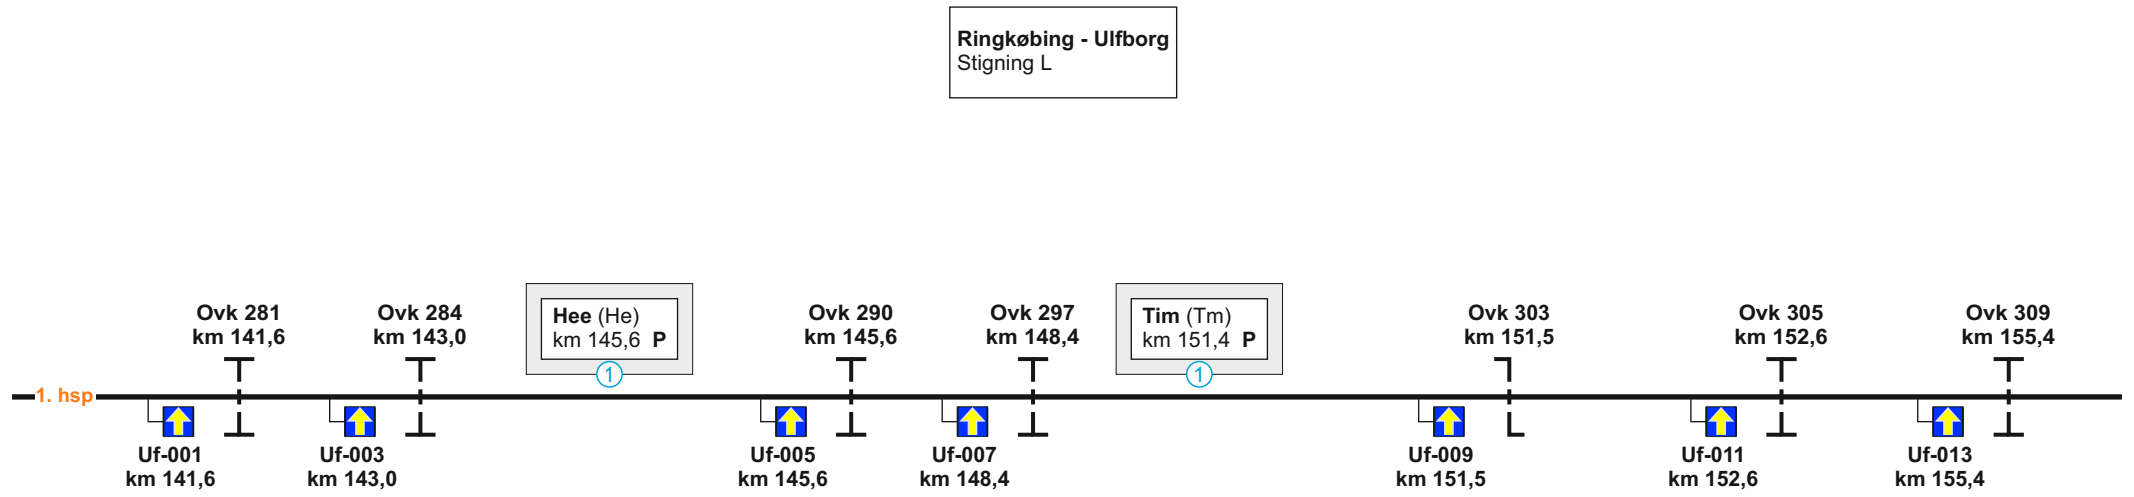 Ringkøbing - Ulfborg
Stigning L
Ovk 281
km 141,6
Ovk 284
km 143,0
Hee (He)
km 145,6 P
1
Ovk 290
km 145,6
Ovk 297
km 148,4
Tim (Tm)
km 151,4 P
1
Ovk 303
km 151,5
Ovk 305
km 152,6
Ovk 309
km 155,4
1. hsp
Uf-001
km 141,6
Uf-003
km 143,0
Uf-005
km 145,6
Uf-007
km 148,4
Uf-009
km 151,5
Uf-011
km 152,6
Uf-013
km 155,4